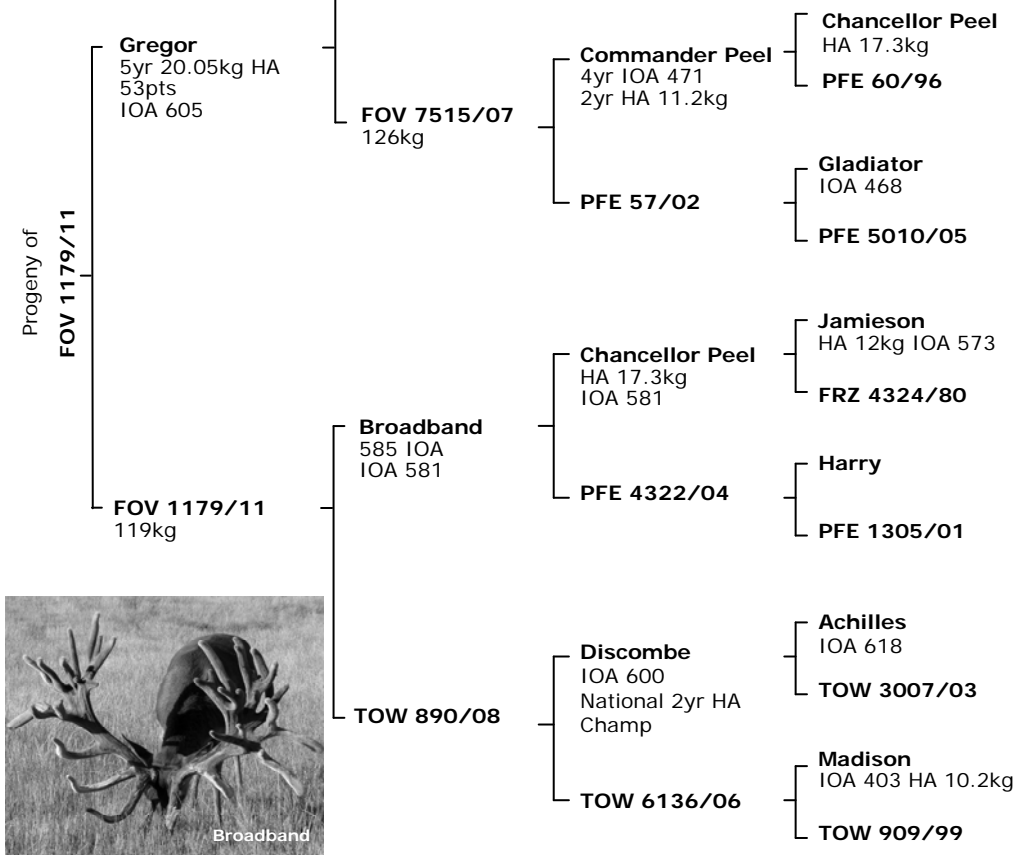 Progeny of
FOV 1179/11
Gregor
5yr 20.05kg HA
53pts
IOA 605
FOV 7515/07
126kg
Commander Peel
4yr IOA 471
2yr HA 11.2kg
Chancellor Peel
HA 17.3kg
PFE 60/96
PFE 57/02
Gladiator
IOA 468
PFE 5010/05
FOV 1179/11
119kg
Broadband
585 IOA
IOA 581
Chancellor Peel
HA 17.3kg
IOA 581
Jamieson
HA 12kg IOA 573
FRZ 4324/80
PFE 4322/04
Harry
PFE 1305/01
TOW 890/08
Discombe
IOA 600
National 2yr HA
Champ
Achilles
IOA 618
TOW 3007/03
TOW 6136/06
Madison
IOA 403 HA 10.2kg
TOW 909/99
Broadband